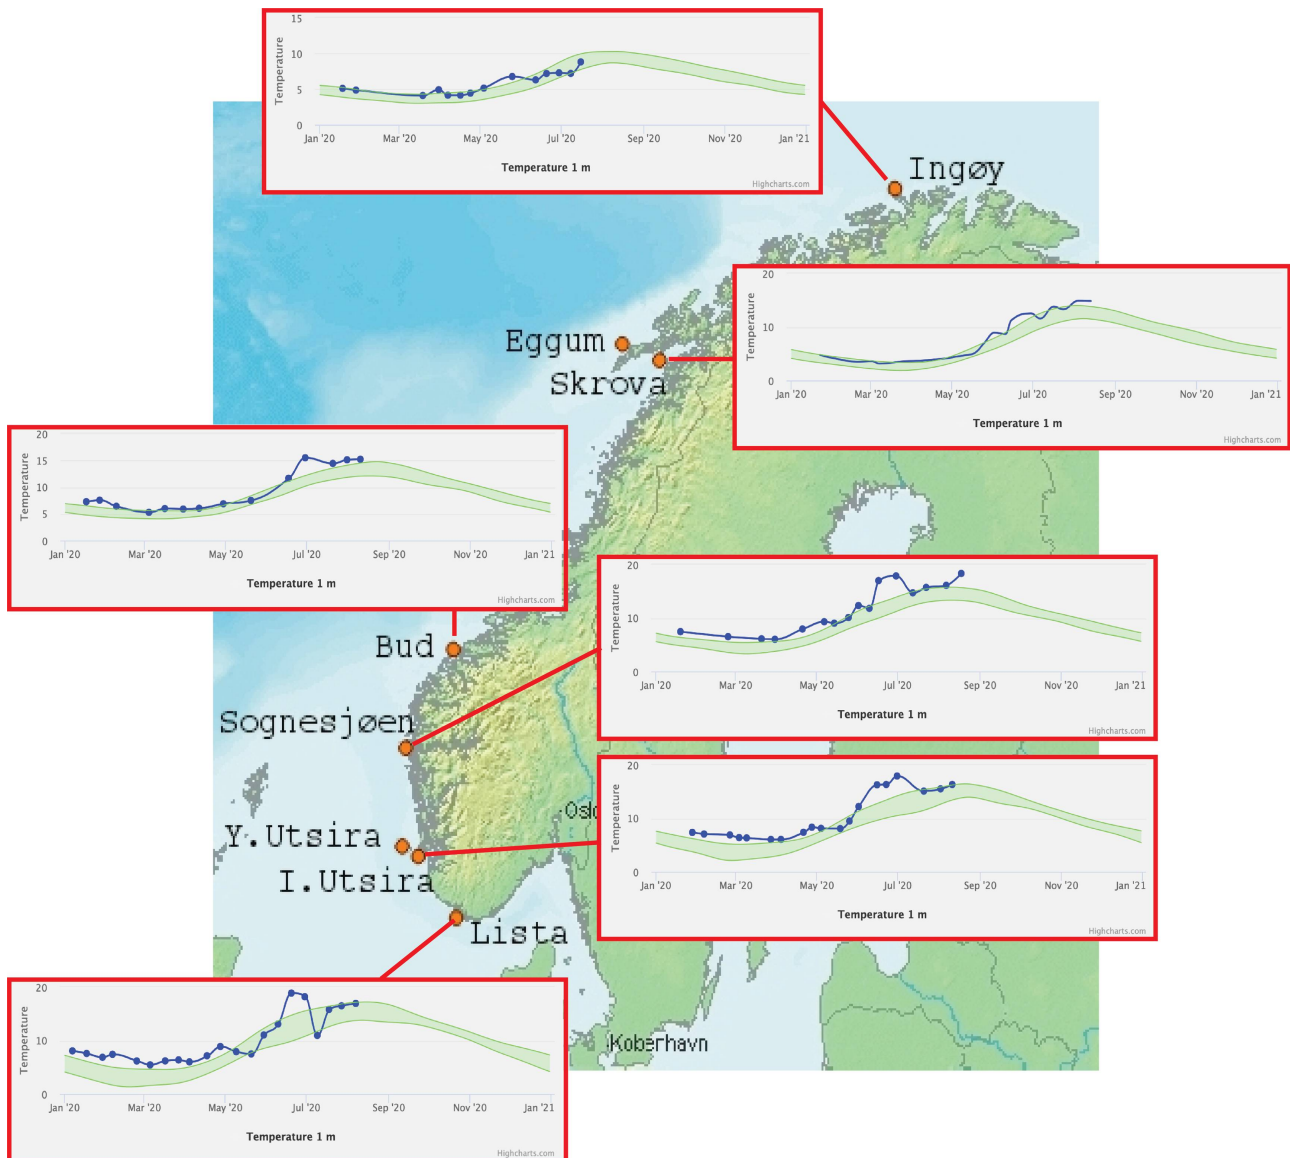 15
10
5
0
Temperature
Jan '20 Mar '20 May '20 Jul '20 Sep '20 Nov '20 Jan '21
Temperature 1 m
Highcharts.com
Ingøy
20
10
0
Temperature
Jan '20 Mar '20 May '20 Jul '20 Sep '20 Nov '20 Jan '21
Temperature 1 m
Highcharts.com
Eggum
Skrova
20
15
10
5
0
Temperature
Jan '20 Mar '20 May '20 Jul '20 Sep '20 Nov '20 Jan '21
Temperature 1 m
Highcharts.com
Bud
20
10
0
Temperature
Jan '20 Mar '20 May '20 Jul '20 Sep '20 Nov '20 Jan '21
Temperature 1 m
Highcharts.com
Sognesjøen
20
10
0
Temperature
Jan '20 Mar '20 May '20 Jul '20 Sep '20 Nov '20 Jan '21
Temperature 1 m
Highcharts.com
Y.Utsira
I.Utsira
Lista
20
10
0
Temperature
Jan '20 Mar '20 May '20 Jul '20 Sep '20 Nov '20 Jan '21
Temperature 1 m
Highcharts.com